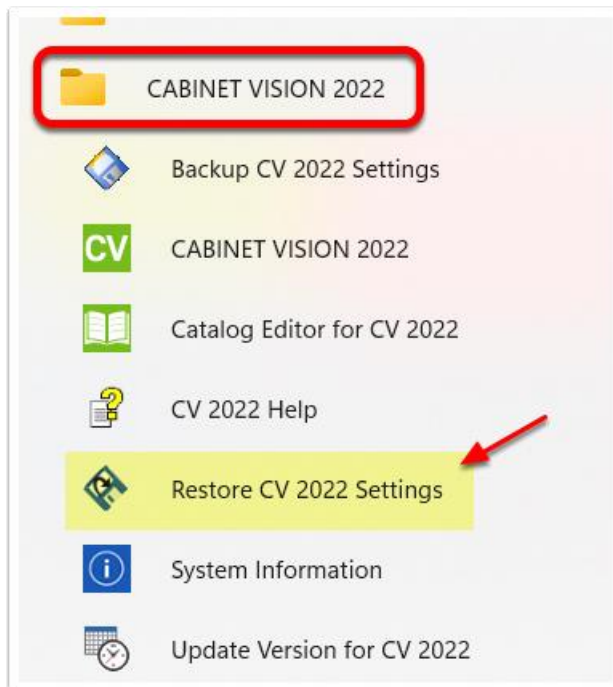 CABINET VISION 2022
Backup CV 2022 Settings
CV CABINET VISION 2022
Catalog Editor for CV 2022
CV 2022 Help
Restore CV 2022 Settings
System Information
Update Version for CV 2022